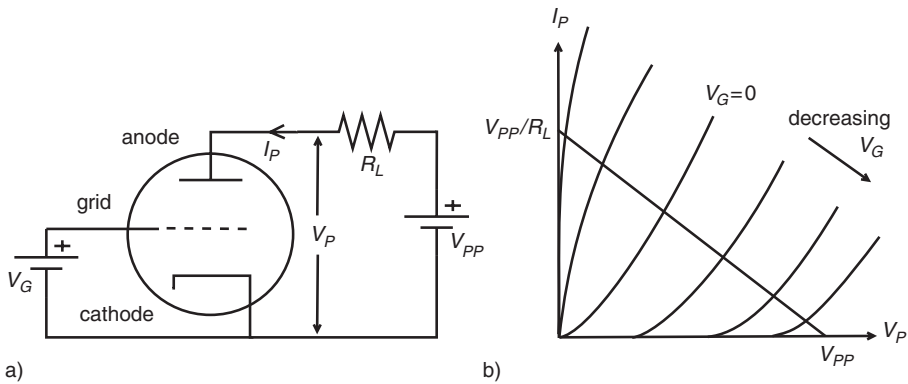 anode
I_P
R_L
grid
+
V_P
+
V_PP
V_G
cathode
a)
I_P
V_G=0
V_PP/R_L
decreasing
V_G
V_P
V_PP
b)